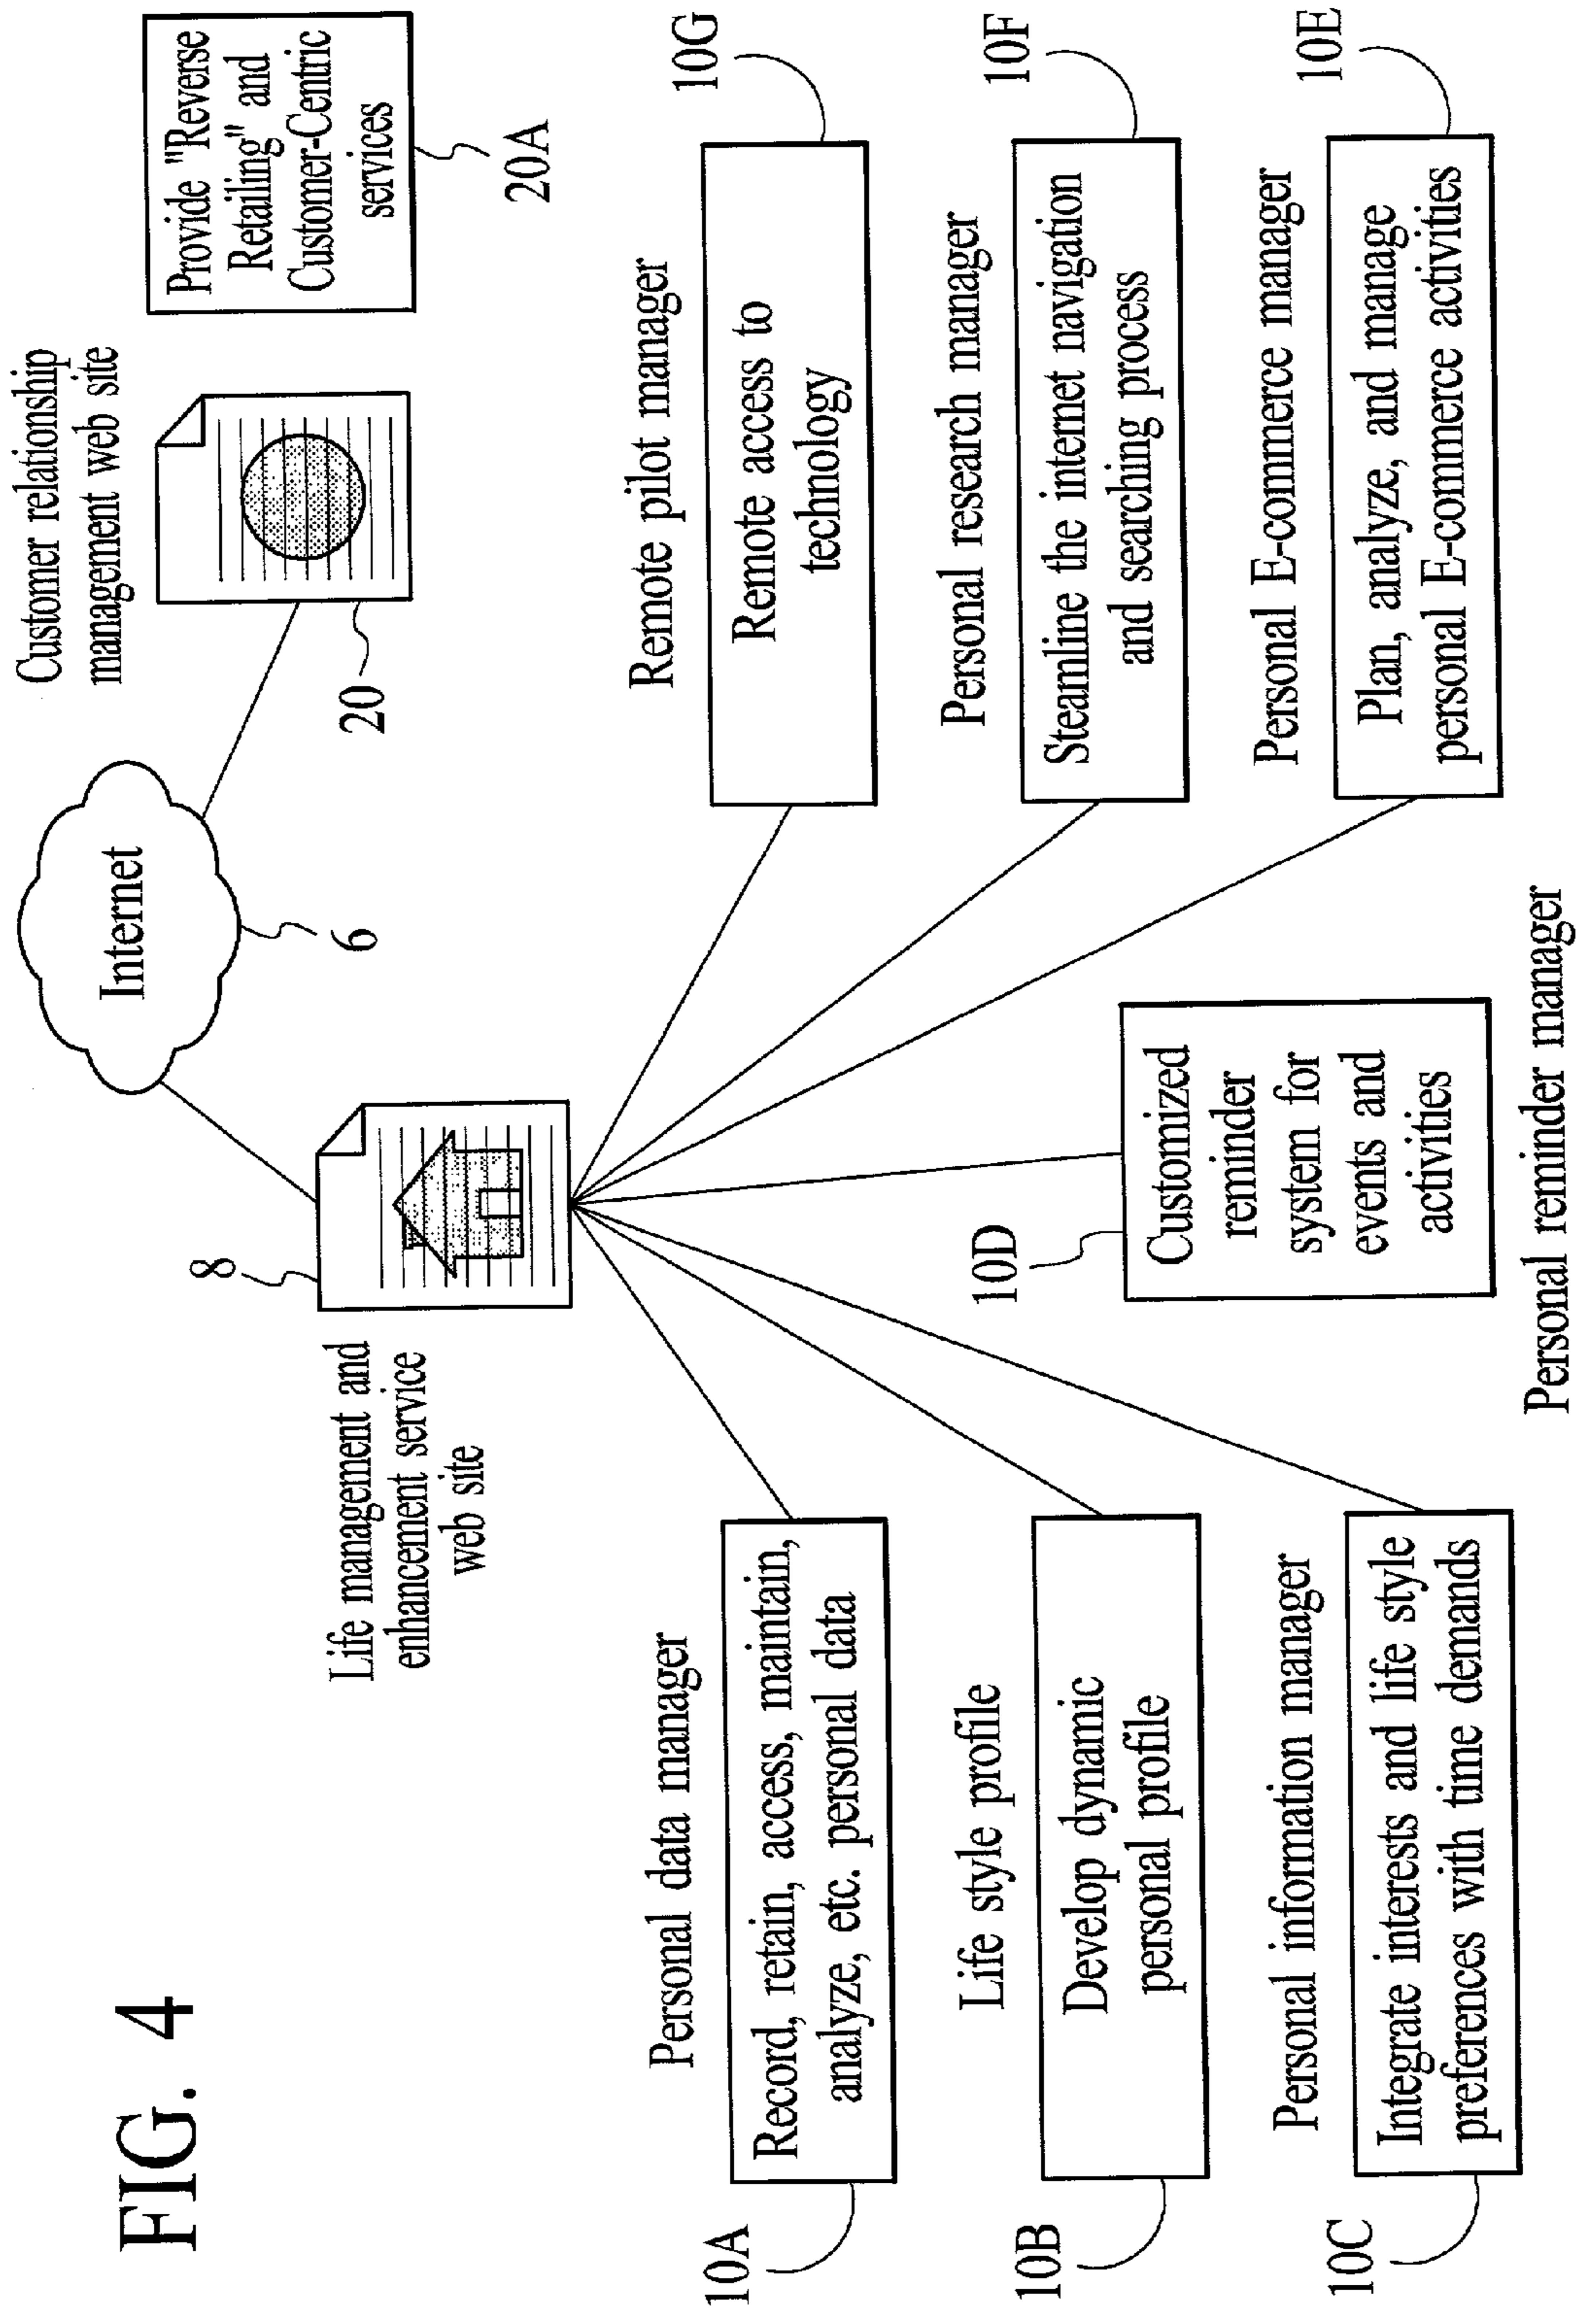 FIG. 4
Internet
6
Customer relationship
management web site
20
Provide "Reverse
Retailing" and
Customer-Centric
services
20A
8
Life management and
enhancement service
web site
Personal data manager
Record, retain, access, maintain,
analyze, etc. personal data
10A
Life style profile
Develop dynamic
personal profile
10B
Personal information manager
Integrate interests and life style
preferences with time demands
10C
10D
Customized
reminder
system for
events and
activities
Personal reminder manager
Remote pilot manager
Remote access to
technology
10G
Personal research manager
Steamline the internet navigation
and searching process
10F
Personal E-commerce manager
Plan, analyze, and manage
personal E-commerce activities
10E